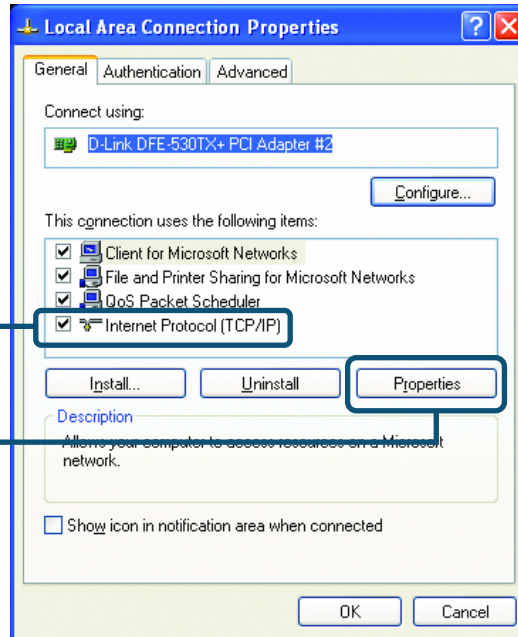 Local Area Connection Properties
General Authentication Advanced
Connect using:
D-Link DFE-530TX+ PCI Adapter #2
Configure...
This connection uses the following items:
Client for Microsoft Networks
File and Printer Sharing for Microsoft Networks
QoS Packet Scheduler
Internet Protocol (TCP/IP)
Install... Uninstall Properties
Description
Allows your computer to access resources on a Microsoft
network.
Show icon in notification area when connected
OK Cancel